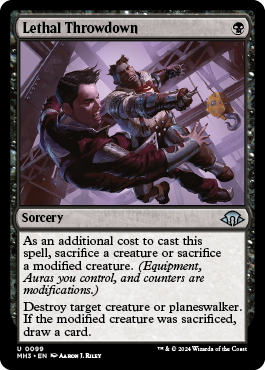 Lethal Throwdown
Sorcery
As an additional cost to cast this
spell, sacrifice a creature or sacrifice
a modified creature. (Equipment,
Auras you control, and counters are
modifications.)
Destroy target creature or planeswalker.
If the modified creature was sacrificed,
draw a card.
U 0099
MH3 • EN AARON J. RILEY
™ & © 2024 Wizards of the Coast